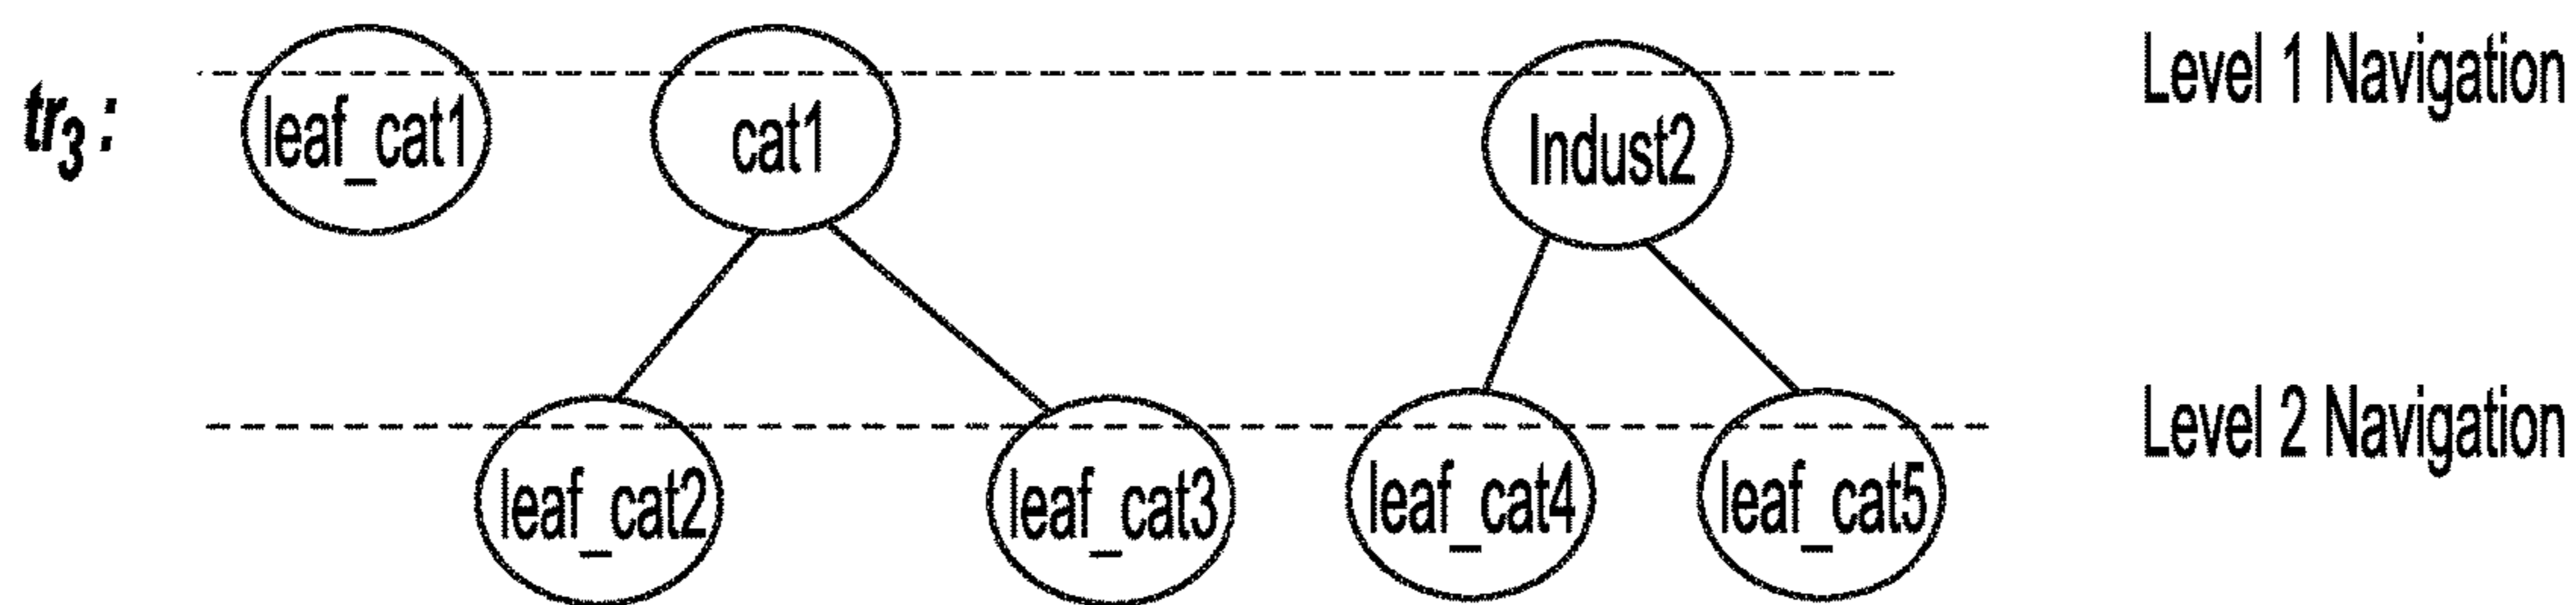 tr3 :
leaf_cat1 cat1 Indust2 Level 1 Navigation
leaf_cat2 leaf_cat3 leaf_cat4 leaf_cat5 Level 2 Navigation